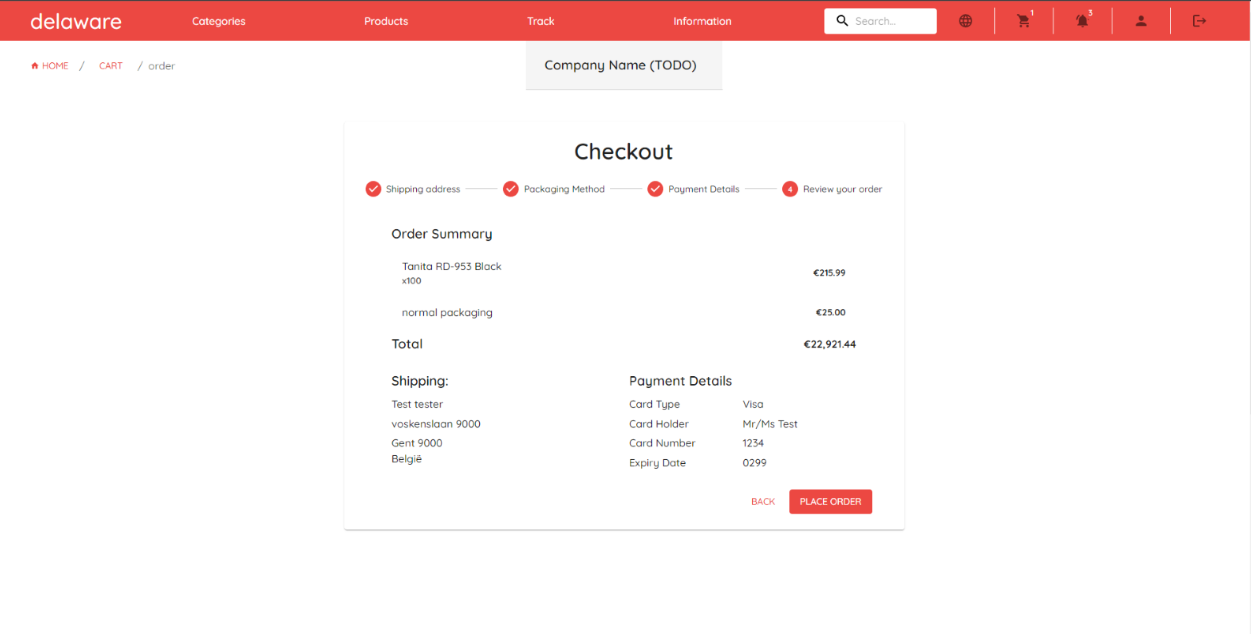 delaware Categories Products Track Information Search... 1 3
HOME / CART / order
Company Name (TODO)
Checkout
Shipping address Packaging Method Payment Details 4 Review your order
Order Summary
Tanita RD-953 Black
x100
€215.99
normal packaging €25.00
Total €22,921.44
Shipping:
Test tester
voskenslaan 9000
Gent 9000
België
Payment Details
Card Type Visa
Card Holder Mr/Ms Test
Card Number 1234
Expiry Date 0299
BACK PLACE ORDER